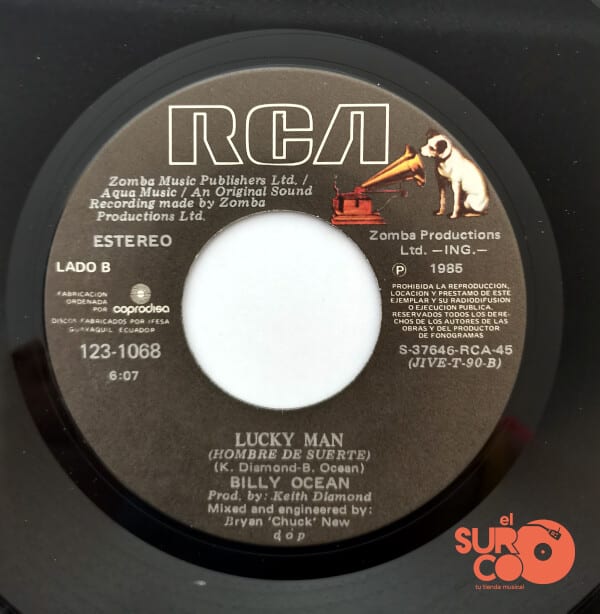 RCA
Zomba Music Publishers Ltd. /
Aqua Music / An Original Sound
Recording made by Zomba
Productions Ltd.
ESTEREO
LADO B
FABRICACION
ORDENADA
POR
coprodisa
DISCOS FABRICADOS POR IFESA
GUAYAQUIL ECUADOR
123-1068
6:07
Zomba Productions
Ltd. —ING.—
Ⓟ 1985
PROHIBIDA LA REPRODUCCION,
LOCACION Y PRESTAMO DE ESTE
EJEMPLAR Y SU RADIODIFUSION
O EJECUCION PUBLICA.
RESERVADOS TODOS LOS DERE-
CHOS DE LOS AUTORES DE LAS
OBRAS Y DEL PRODUCTOR
DE FONOGRAMAS
S-37646-RCA-45
(JIVE-T-90-B)
LUCKY MAN
(HOMBRE DE SUERTE)
(K. Diamond-B. Ocean)
BILLY OCEAN
Prod. by: Keith Diamond
Mixed and engineered by:
Bryan 'Chuck' New
d o p
el
SURCO
tu tienda musical